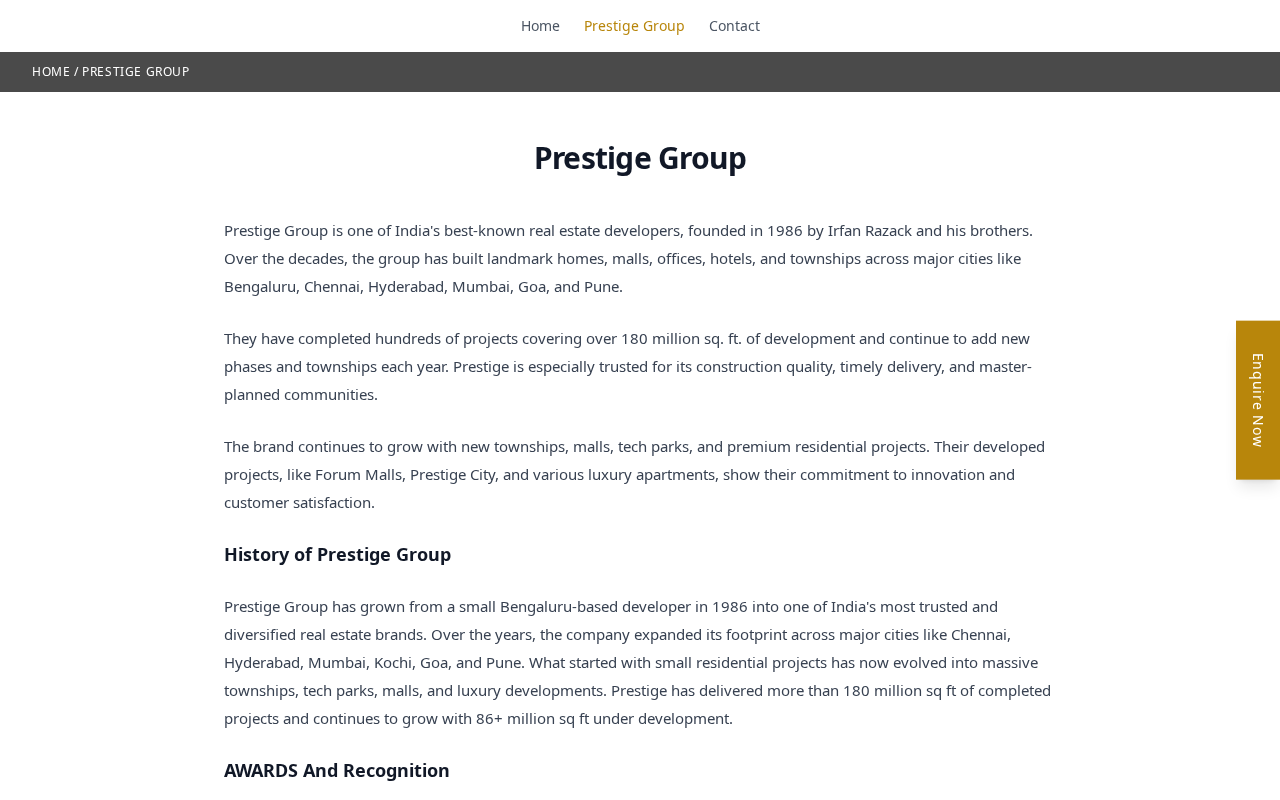 Home Prestige Group Contact
HOME / PRESTIGE GROUP
Prestige Group
Prestige Group is one of India's best-known real estate developers, founded in 1986 by Irfan Razack and his brothers.
Over the decades, the group has built landmark homes, malls, offices, hotels, and townships across major cities like
Bengaluru, Chennai, Hyderabad, Mumbai, Goa, and Pune.
They have completed hundreds of projects covering over 180 million sq. ft. of development and continue to add new
phases and townships each year. Prestige is especially trusted for its construction quality, timely delivery, and master-
planned communities.
The brand continues to grow with new townships, malls, tech parks, and premium residential projects. Their developed
projects, like Forum Malls, Prestige City, and various luxury apartments, show their commitment to innovation and
customer satisfaction.
Enquire Now
History of Prestige Group
Prestige Group has grown from a small Bengaluru-based developer in 1986 into one of India's most trusted and
diversified real estate brands. Over the years, the company expanded its footprint across major cities like Chennai,
Hyderabad, Mumbai, Kochi, Goa, and Pune. What started with small residential projects has now evolved into massive
townships, tech parks, malls, and luxury developments. Prestige has delivered more than 180 million sq ft of completed
projects and continues to grow with 86+ million sq ft under development.
AWARDS And Recognition